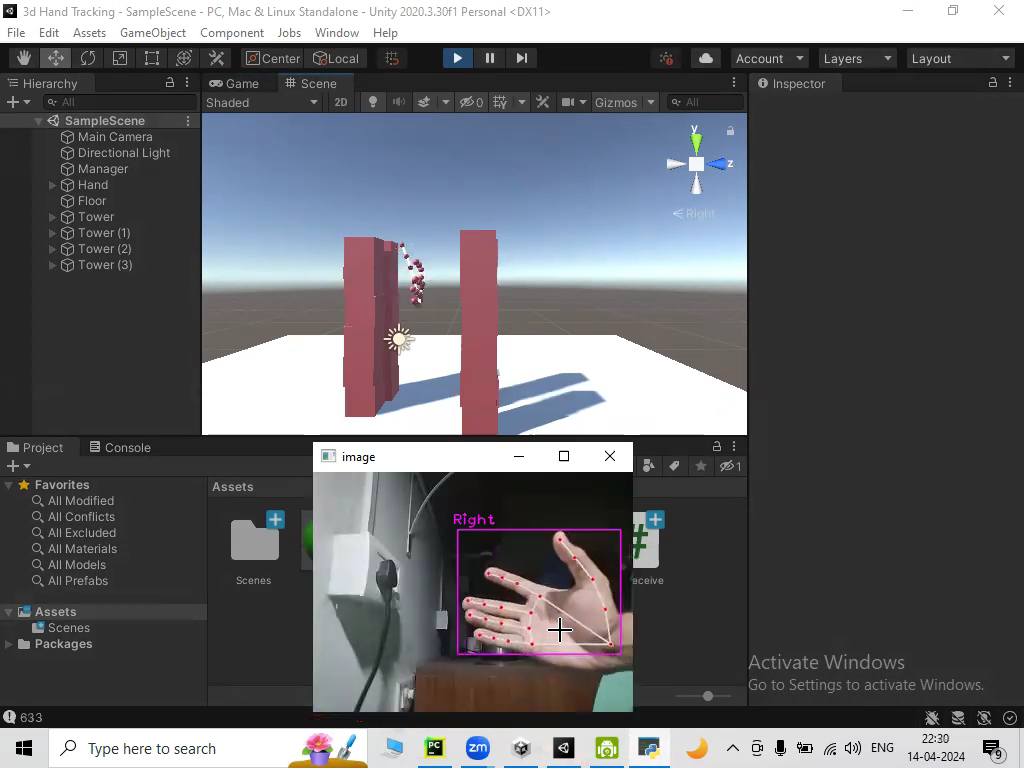 3d Hand Tracking - SampleScene - PC, Mac & Linux Standalone - Unity 2020.3.30f1 Personal <DX11>
File Edit Assets GameObject Component Jobs Window Help
Center Local Account Layers Layout
Hierarchy
All
SampleScene
Main Camera
Directional Light
Manager
Hand
Floor
Tower
Tower (1)
Tower (2)
Tower (3)
Game Scene
Shaded 2D 0 Gizmos All
y
z
Right
Inspector
Project Console
1
Favorites
All Modified
All Conflicts
All Excluded
All Materials
All Models
All Prefabs
Assets
Scenes
Packages
Assets
Scenes
#
eceive
image
Right
Activate Windows
Go to Settings to activate Windows.
633
Type here to search
PC
zm
ENG
22:30
14-04-2024
9